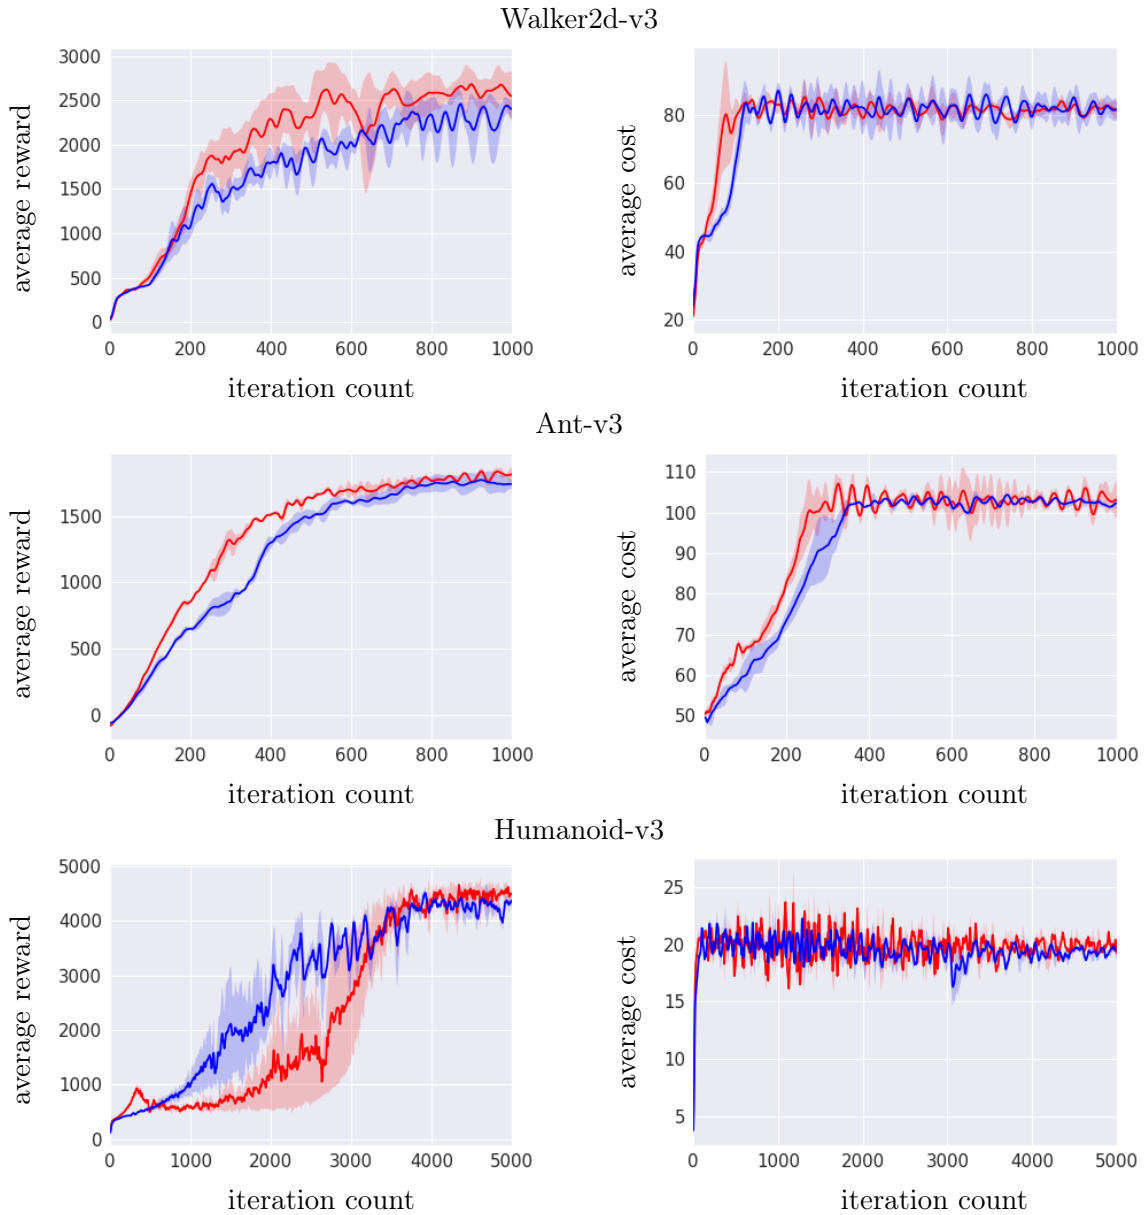 Walker2d-v3
average reward
3000
2500
2000
1500
1000
500
0
0 200 400 600 800 1000
iteration count
average cost
80
60
40
20
0 200 400 600 800 1000
iteration count
Ant-v3
average reward
1500
1000
500
0
0 200 400 600 800 1000
iteration count
average cost
110
100
90
80
70
60
50
0 200 400 600 800 1000
iteration count
Humanoid-v3
average reward
5000
4000
3000
2000
1000
0
0 1000 2000 3000 4000 5000
iteration count
average cost
25
20
15
10
5
0 1000 2000 3000 4000 5000
iteration count